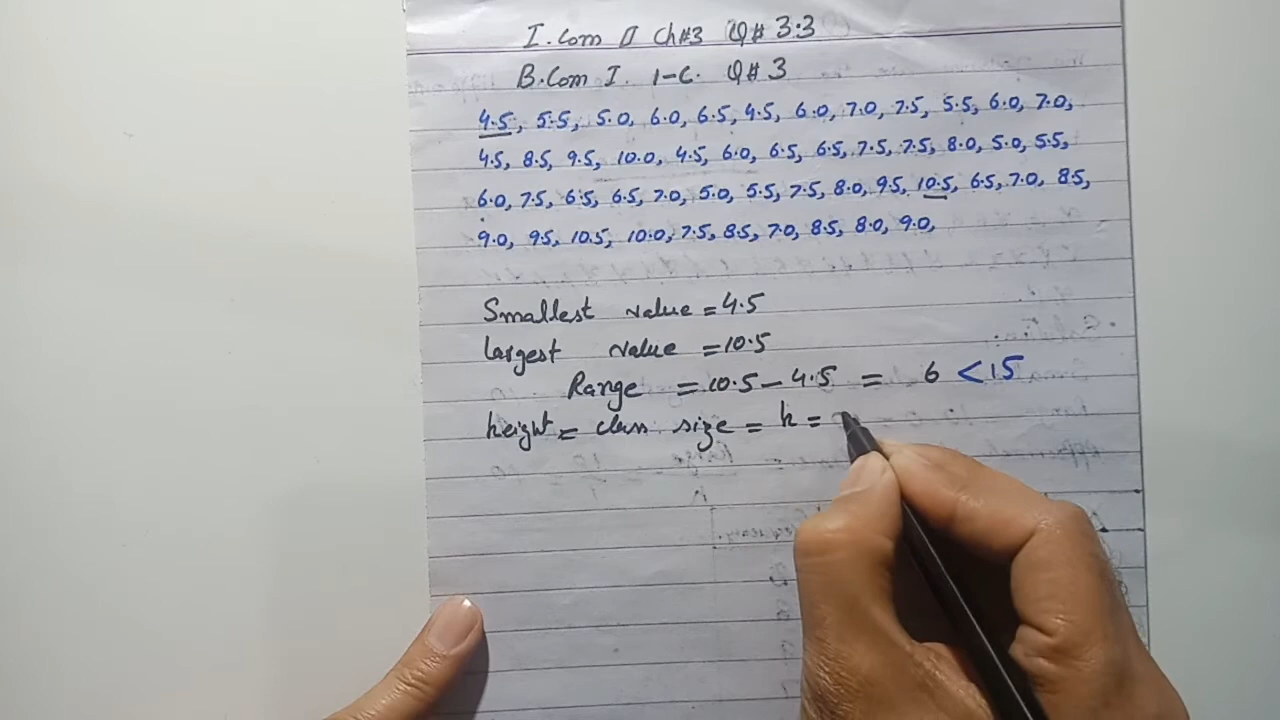 I. Com II Ch#3 Q# 3.3
B.Com I. 1-C. Q# 3
4.5, 5.5, 5.0, 6.0, 6.5, 4.5, 6.0, 7.0, 7.5, 5.5, 6.0, 7.0,
4.5, 8.5, 9.5, 10.0, 4.5, 6.0, 6.5, 6.5, 7.5, 7.5, 8.0, 5.0, 5.5,
6.0, 7.5, 6.5, 6.5, 7.0, 5.0, 5.5, 7.5, 8.0, 9.5, 10.5, 6.5, 7.0, 8.5,
9.0, 9.5, 10.5, 10.0, 7.5, 8.5, 7.0, 8.5, 8.0, 9.0,
Smallest value = 4.5
largest value = 10.5
Range = 10.5 - 4.5 = 6 < 15
height = class size = h =